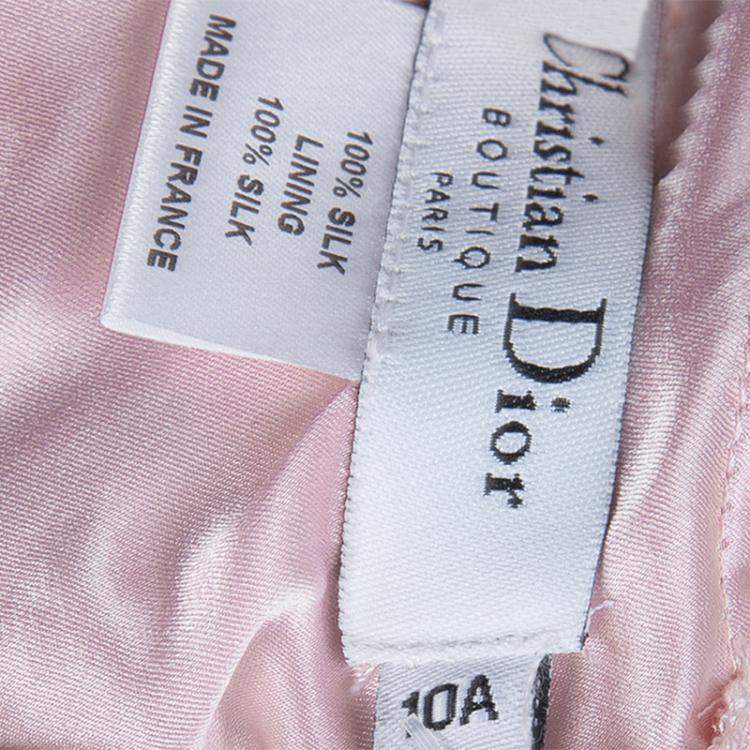 Christian Dior
BOUTIQUE
PARIS
100% SILK
LINING
100% SILK
MADE IN FRANCE
10A